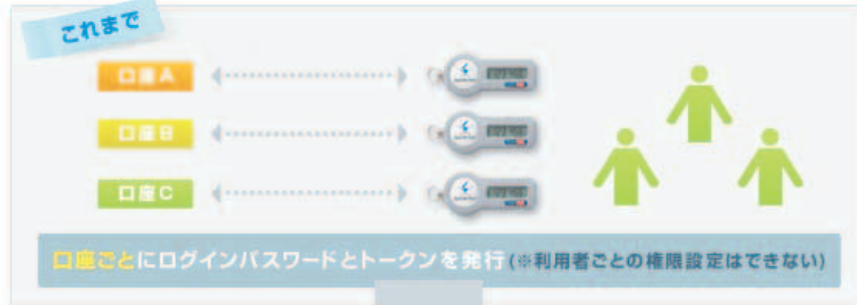 これまで
口座A
口座B
口座C
口座ごとにログインパスワードとトークンを発行(※利用者ごとの権限設定はできない)